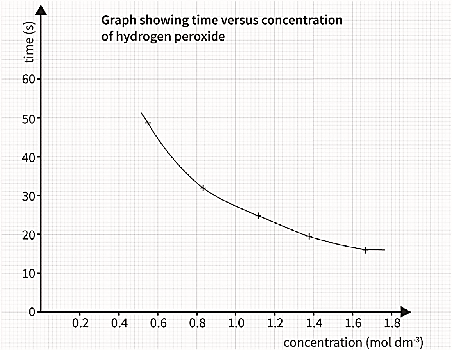 Graph showing time versus concentration
of hydrogen peroxide
time (s)
60
50
40
30
20
10
0
0.2 0.4 0.6 0.8 1.0 1.2 1.4 1.6 1.8
concentration (mol dm⁻³)